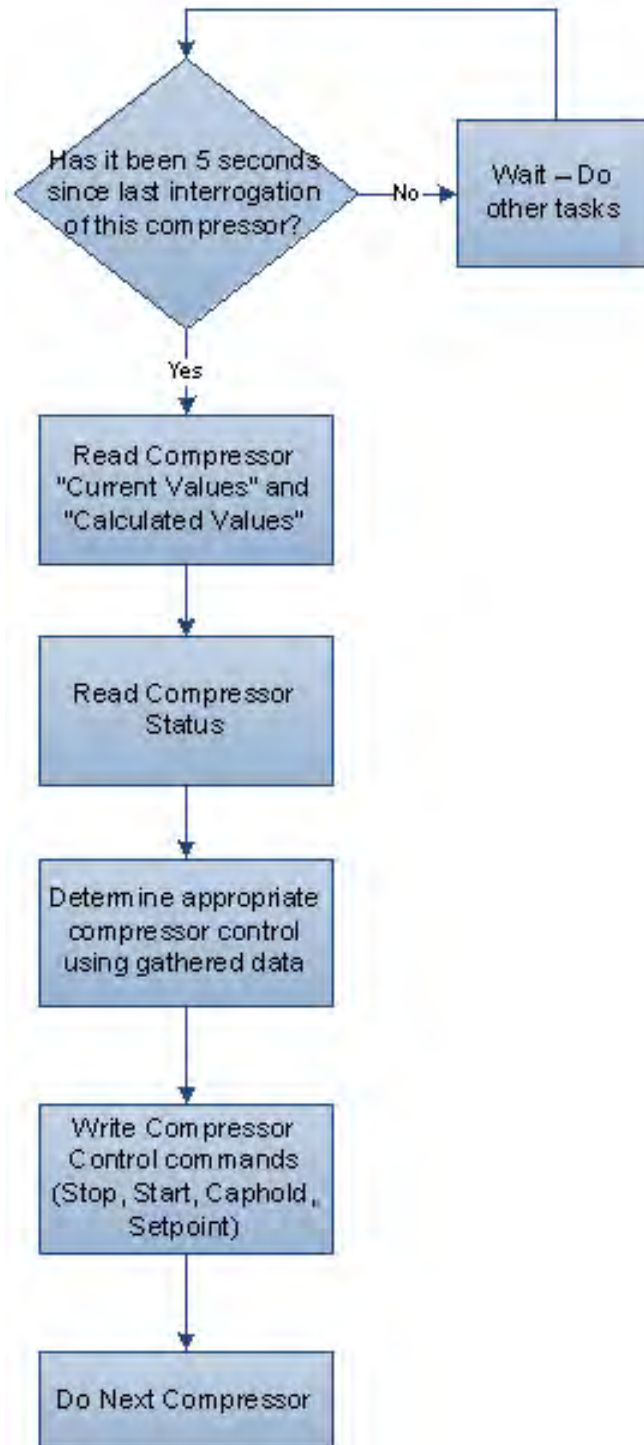 Has it been 5 seconds
since last interrogation
of this compressor?
No
Wait – Do
other tasks
Yes
Read Compressor
"Current Values" and
"Calculated Values"
Read Compressor
Status
Determine appropriate
compressor control
using gathered data
Write Compressor
Control commands
(Stop, Start, Caphold,,
Setpoint)
Do Next Compressor